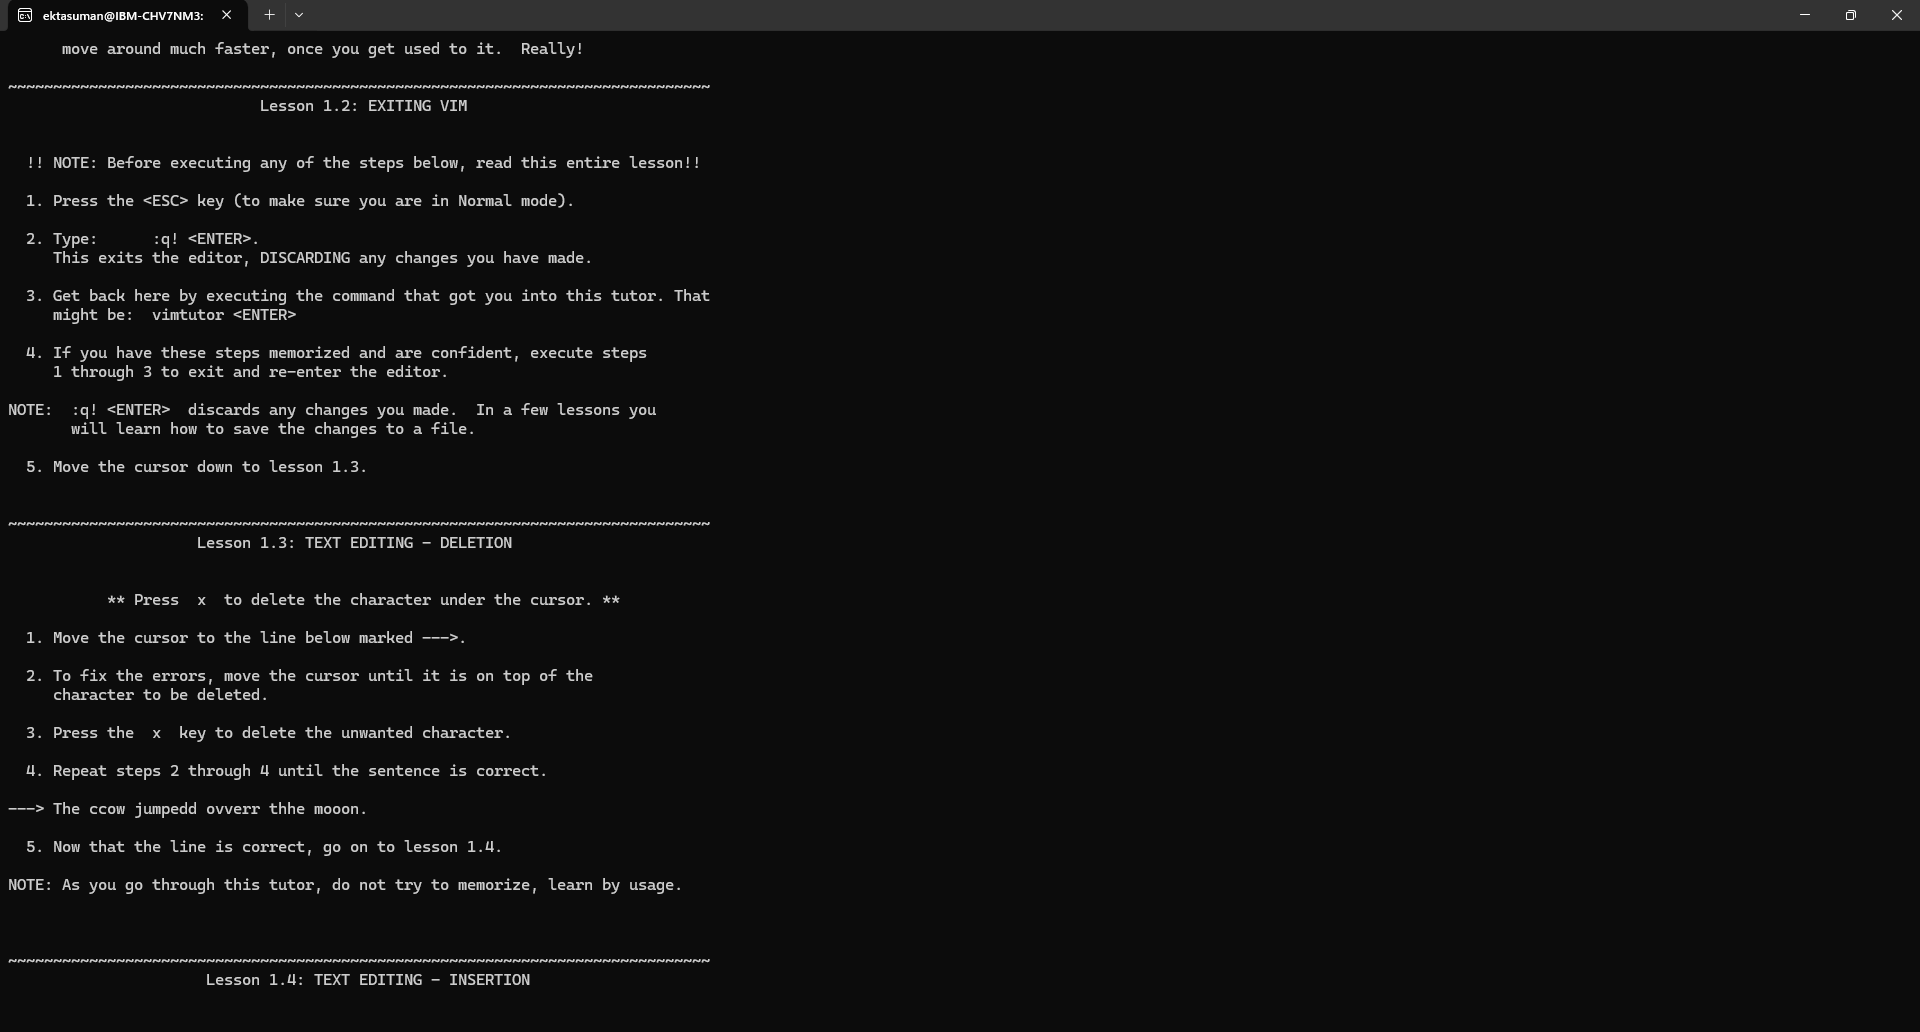 ektasuman@IBM-CHV7NM3:
      move around much faster, once you get used to it.  Really!
~~~~~~~~~~~~~~~~~~~~~~~~~~~~~~~~~~~~~~~~~~~~~~~~~~~~~~~~~~~~~~~~~~~~~~~~~~~~~~
                            Lesson 1.2: EXITING VIM
  !! NOTE: Before executing any of the steps below, read this entire lesson!!
  1. Press the <ESC> key (to make sure you are in Normal mode).
  2. Type:      :q! <ENTER>.
     This exits the editor, DISCARDING any changes you have made.
  3. Get back here by executing the command that got you into this tutor. That
     might be:  vimtutor <ENTER>
  4. If you have these steps memorized and are confident, execute steps
     1 through 3 to exit and re-enter the editor.
NOTE:  :q! <ENTER>  discards any changes you made.  In a few lessons you
       will learn how to save the changes to a file.
  5. Move the cursor down to lesson 1.3.
~~~~~~~~~~~~~~~~~~~~~~~~~~~~~~~~~~~~~~~~~~~~~~~~~~~~~~~~~~~~~~~~~~~~~~~~~~~~~~
                     Lesson 1.3: TEXT EDITING - DELETION
           ** Press  x  to delete the character under the cursor. **
  1. Move the cursor to the line below marked --->.
  2. To fix the errors, move the cursor until it is on top of the
     character to be deleted.
  3. Press the  x  key to delete the unwanted character.
  4. Repeat steps 2 through 4 until the sentence is correct.
---> The ccow jumpedd ovverr thhe mooon.
  5. Now that the line is correct, go on to lesson 1.4.
NOTE: As you go through this tutor, do not try to memorize, learn by usage.
~~~~~~~~~~~~~~~~~~~~~~~~~~~~~~~~~~~~~~~~~~~~~~~~~~~~~~~~~~~~~~~~~~~~~~~~~~~~~~
                      Lesson 1.4: TEXT EDITING - INSERTION